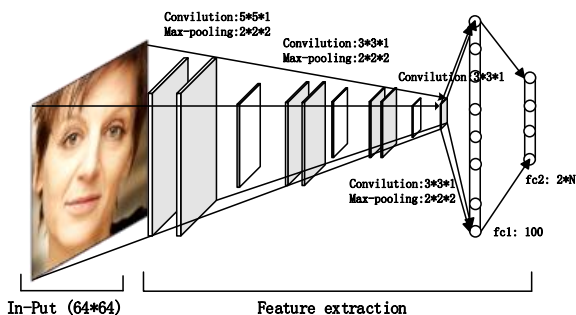 Convilution:5*5*1
Max-pooling:2*2*2
Convilution:3*3*1
Max-pooling:2*2*2
Convilution:3*3*1
Convilution:3*3*1
Max-pooling:2*2*2
fc2: 2*N
fc1: 100
In-Put (64*64)
Feature extraction